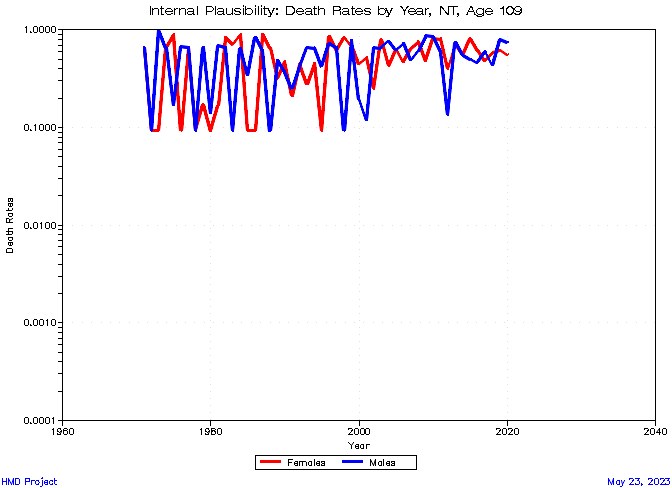 Internal Plausibility: Death Rates by Year, NT, Age 109
1.0000
0.1000
0.0100
0.0010
0.0001
Death Rates
1960 1980 2000 2020 2040
Year
Females Males
HMD Project May 23, 2023